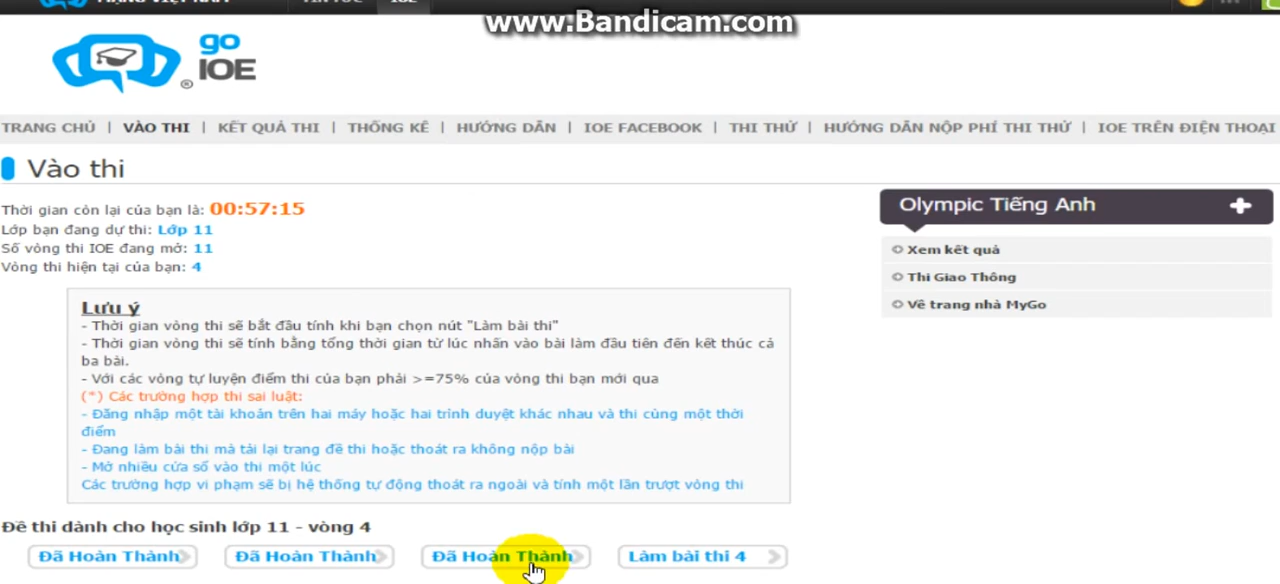 MẠNG VIỆT NAM TIN TỨC IOE
www.Bandicam.com
go
IOE
®
TRANG CHỦ | VÀO THI | KẾT QUẢ THI | THỐNG KÊ | HƯỚNG DẪN | IOE FACEBOOK | THI THỬ | HƯỚNG DẪN NỘP PHÍ THI THỬ | IOE TRÊN ĐIỆN THOẠI
Vào thi
Thời gian còn lại của bạn là: 00:57:15
Lớp bạn đang dự thi: Lớp 11
Số vòng thi IOE đang mở: 11
Vòng thi hiện tại của bạn: 4
Lưu ý
- Thời gian vòng thi sẽ bắt đầu tính khi bạn chọn nút "Làm bài thi"
- Thời gian vòng thi sẽ tính bằng tổng thời gian từ lúc nhấn vào bài làm đầu tiên đến kết thúc cả
ba bài.
- Với các vòng tự luyện điểm thi của bạn phải >=75% của vòng thi bạn mới qua
(*) Các trường hợp thi sai luật:
- Đăng nhập một tài khoản trên hai máy hoặc hai trình duyệt khác nhau và thi cùng một thời
điểm
- Đang làm bài thi mà tải lại trang đề thi hoặc thoát ra không nộp bài
- Mở nhiều cửa sổ vào thi một lúc
Các trường hợp vi phạm sẽ bị hệ thống tự động thoát ra ngoài và tính một lần trượt vòng thi
Olympic Tiếng Anh
Xem kết quả
Thi Giao Thông
Về trang nhà MyGo
Đề thi dành cho học sinh lớp 11 - vòng 4
Đã Hoàn Thành Đã Hoàn Thành Đã Hoàn Thành Làm bài thi 4